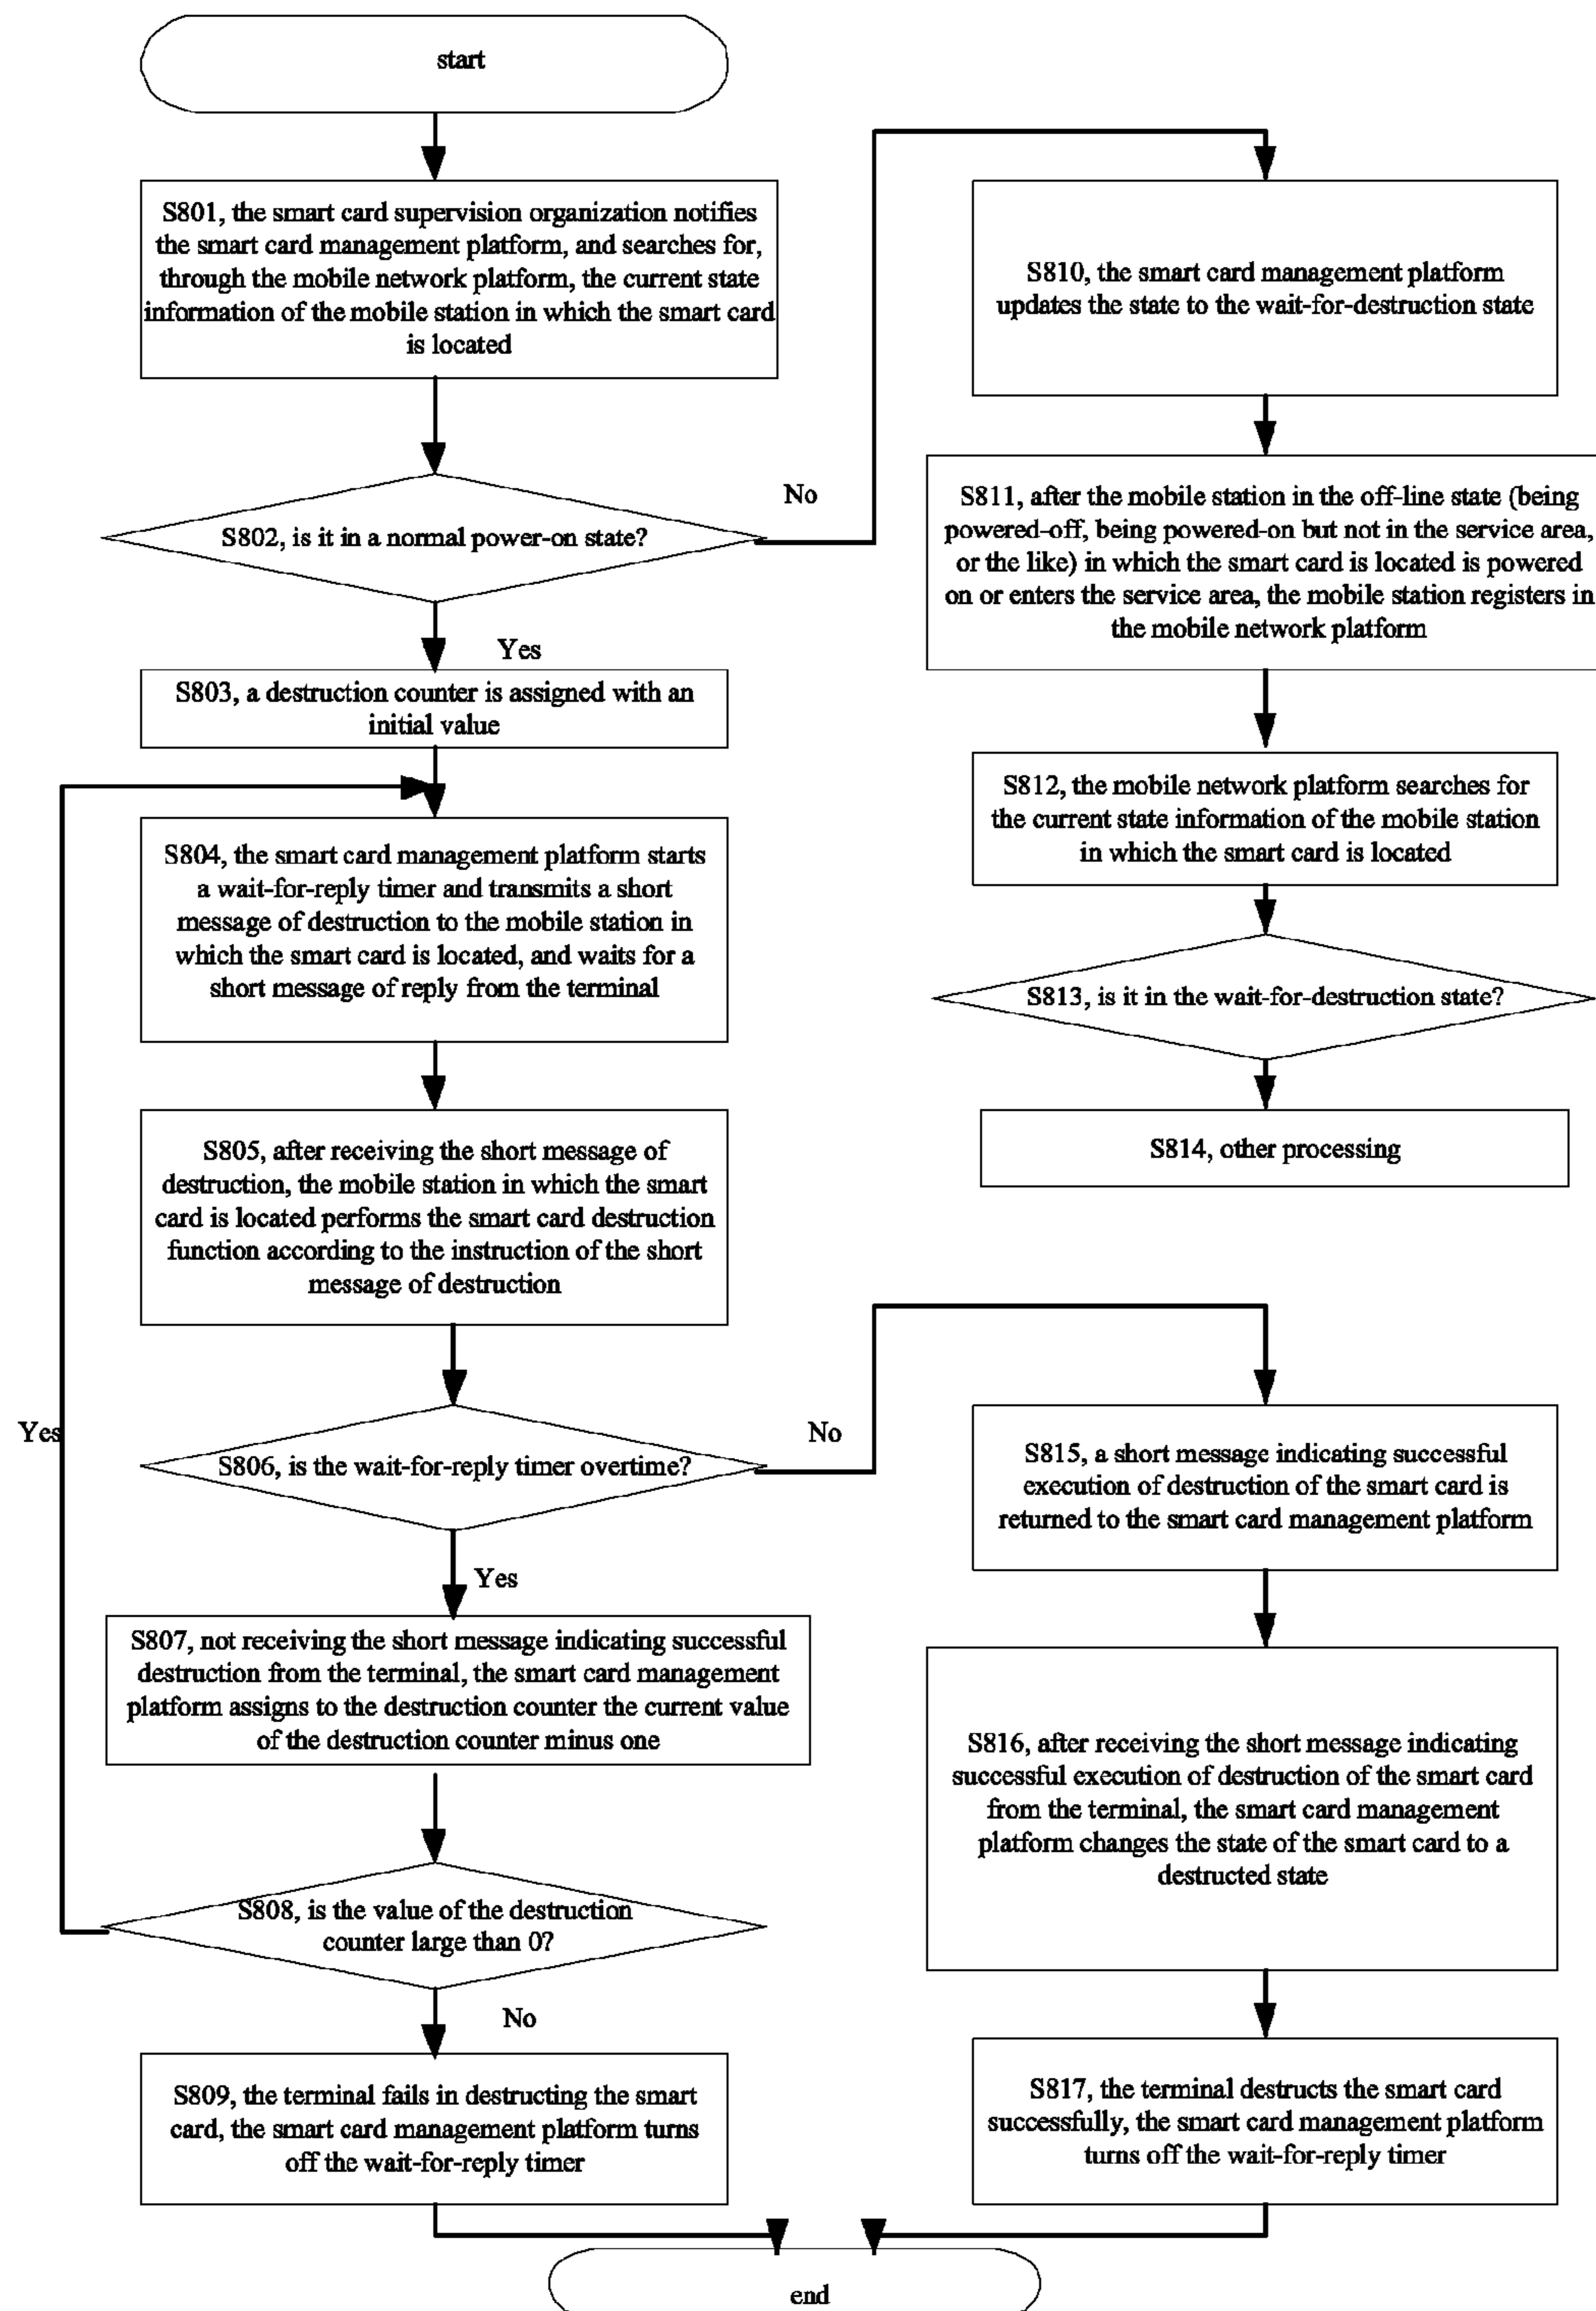 start
S801, the smart card supervision organization notifies
the smart card management platform, and searches for,
through the mobile network platform, the current state
information of the mobile station in which the smart card
is located
S802, is it in a normal power-on state?
No
Yes
S803, a destruction counter is assigned with an
initial value
S804, the smart card management platform starts
a wait-for-reply timer and transmits a short
message of destruction to the mobile station in
which the smart card is located, and waits for a
short message of reply from the terminal
S805, after receiving the short message of
destruction, the mobile station in which the smart
card is located performs the smart card destruction
function according to the instruction of the short
message of destruction
S806, is the wait-for-reply timer overtime?
No
Yes
Yes
S807, not receiving the short message indicating successful
destruction from the terminal, the smart card management
platform assigns to the destruction counter the current value
of the destruction counter minus one
S808, is the value of the destruction
counter large than 0?
No
S809, the terminal fails in destructing the smart
card, the smart card management platform turns
off the wait-for-reply timer
S810, the smart card management platform
updates the state to the wait-for-destruction state
S811, after the mobile station in the off-line state (being
powered-off, being powered-on but not in the service area,
or the like) in which the smart card is located is powered
on or enters the service area, the mobile station registers in
the mobile network platform
S812, the mobile network platform searches for
the current state information of the mobile station
in which the smart card is located
S813, is it in the wait-for-destruction state?
S814, other processing
S815, a short message indicating successful
execution of destruction of the smart card is
returned to the smart card management platform
S816, after receiving the short message indicating
successful execution of destruction of the smart card
from the terminal, the smart card management
platform changes the state of the smart card to a
destructed state
S817, the terminal destructs the smart card
successfully, the smart card management platform
turns off the wait-for-reply timer
end